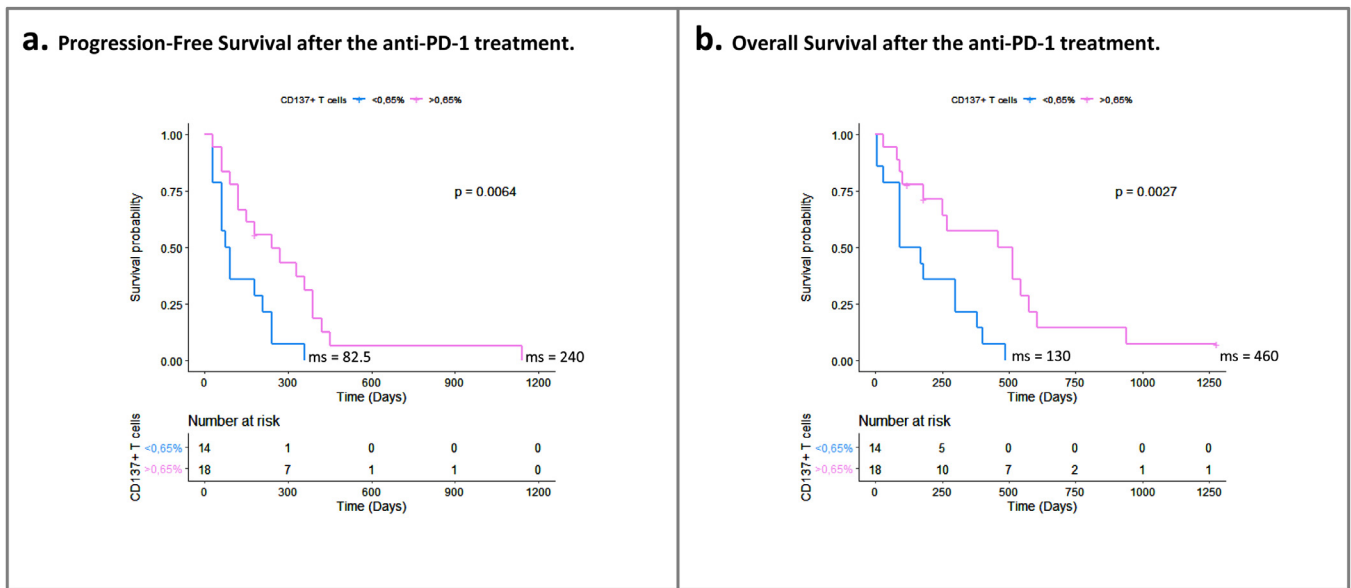 a. Progression-Free Survival after the anti-PD-1 treatment.
CD137+ T cells <0,65% >0,65%
Survival probability
1.00
0.75
0.50
0.25
0.00
p = 0.0064
ms = 82.5
ms = 240
0 300 600 900 1200
Time (Days)
Number at risk
CD137+ T cells
<0,65% 14 1 0 0 0
>0,65% 18 7 1 1 0
0 300 600 900 1200
Time (Days)
b. Overall Survival after the anti-PD-1 treatment.
CD137+ T cells <0,65% >0,65%
Survival probability
1.00
0.75
0.50
0.25
0.00
p = 0.0027
ms = 130
ms = 460
0 250 500 750 1000 1250
Time (Days)
Number at risk
CD137+ T cells
<0,65% 14 5 0 0 0 0
>0,65% 18 10 7 2 1 1
0 250 500 750 1000 1250
Time (Days)